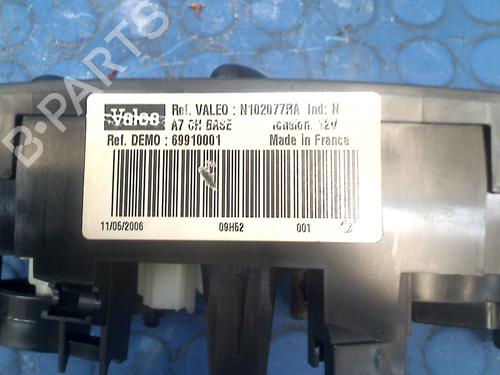 B-PARTS
Valeo Ref. VALEO : N102077RA Ind: N
A7 CH BASE Tension. 12V
Ref. DEMO : 69910001 Made in France
11/05/2006 09H52 001